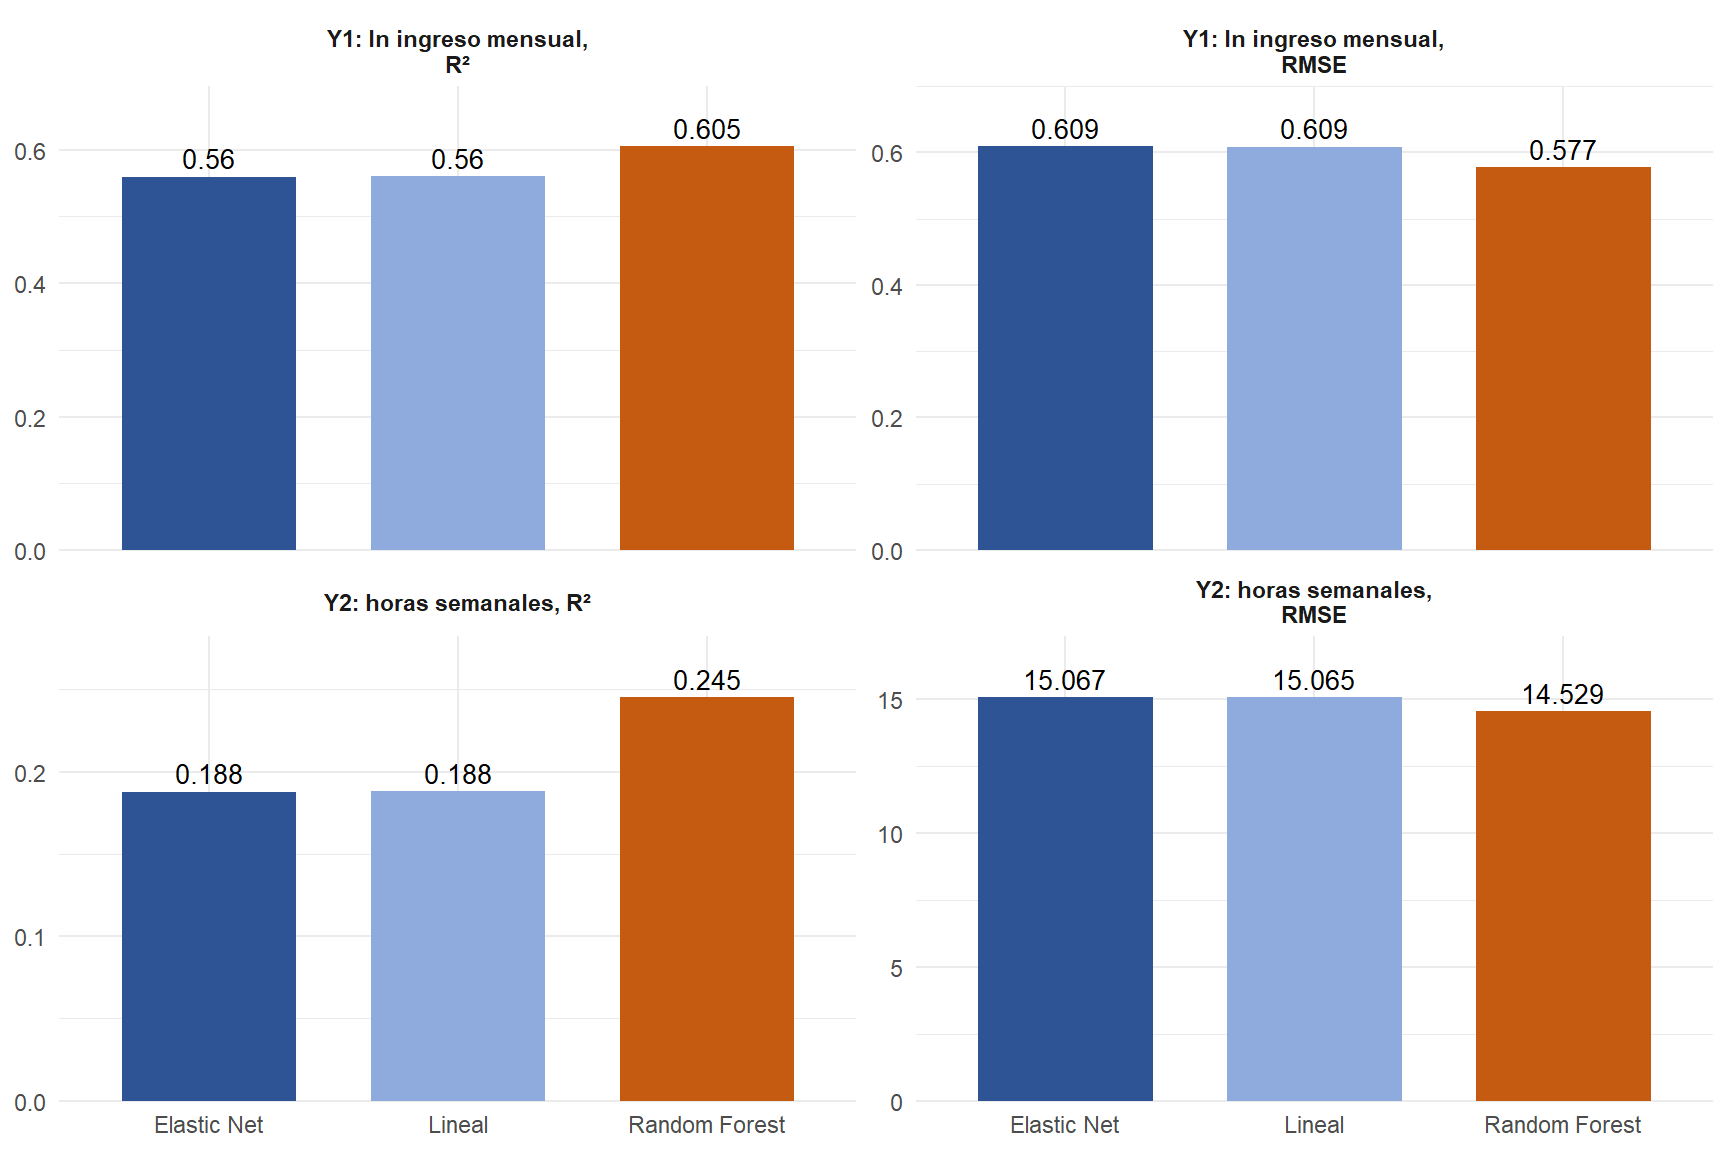 Y1: ln ingreso mensual,
R²
0.6
0.4
0.2
0.0
0.56
0.56
0.605
Y1: ln ingreso mensual,
RMSE
0.6
0.4
0.2
0.0
0.609
0.609
0.577
Y2: horas semanales, R²
0.2
0.1
0.0
0.188
0.188
0.245
Elastic Net
Lineal
Random Forest
Y2: horas semanales,
RMSE
15
10
5
0
15.067
15.065
14.529
Elastic Net
Lineal
Random Forest